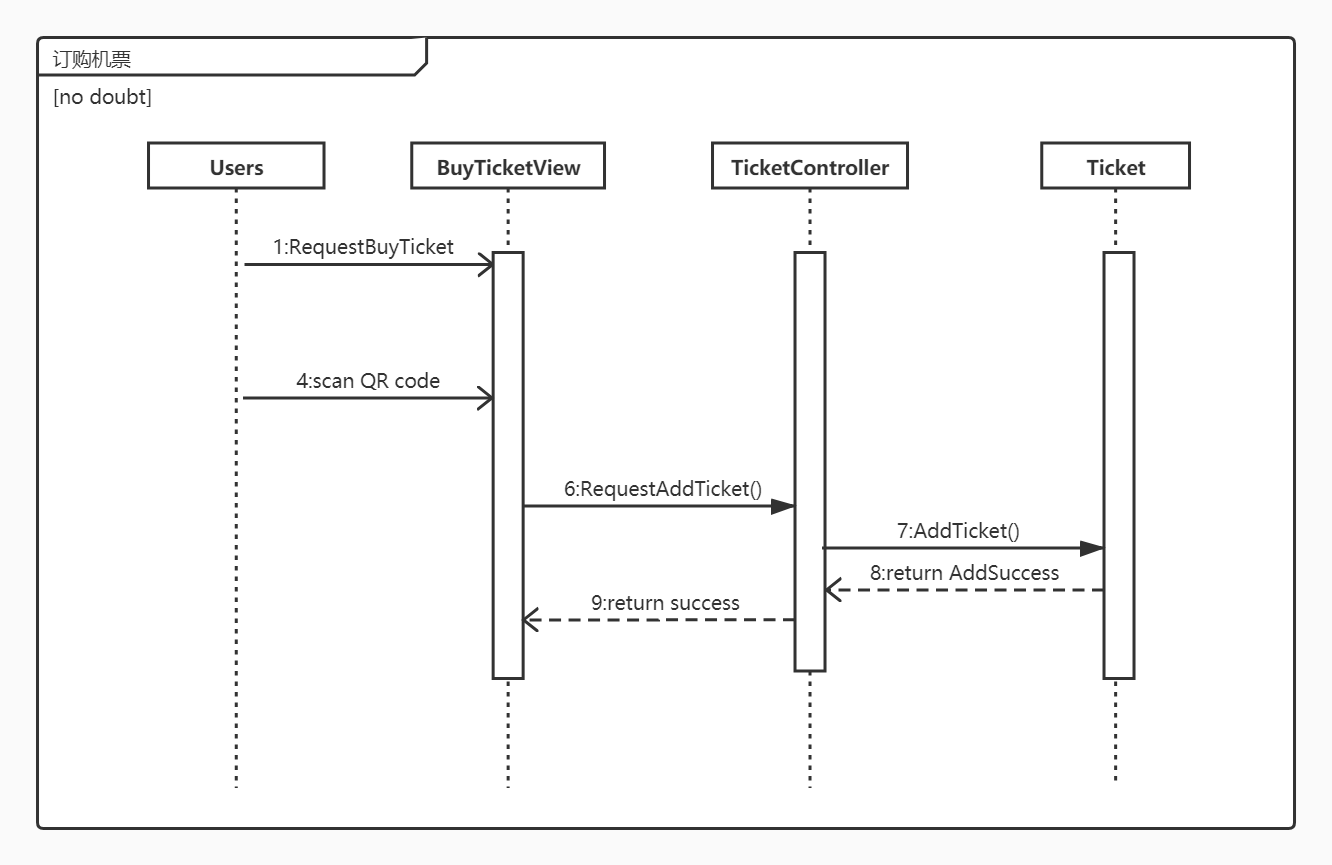 订购机票
[no doubt]
Users
BuyTicketView
TicketController
Ticket
1:RequestBuyTicket
4:scan QR code
6:RequestAddTicket()
7:AddTicket()
8:return AddSuccess
9:return success